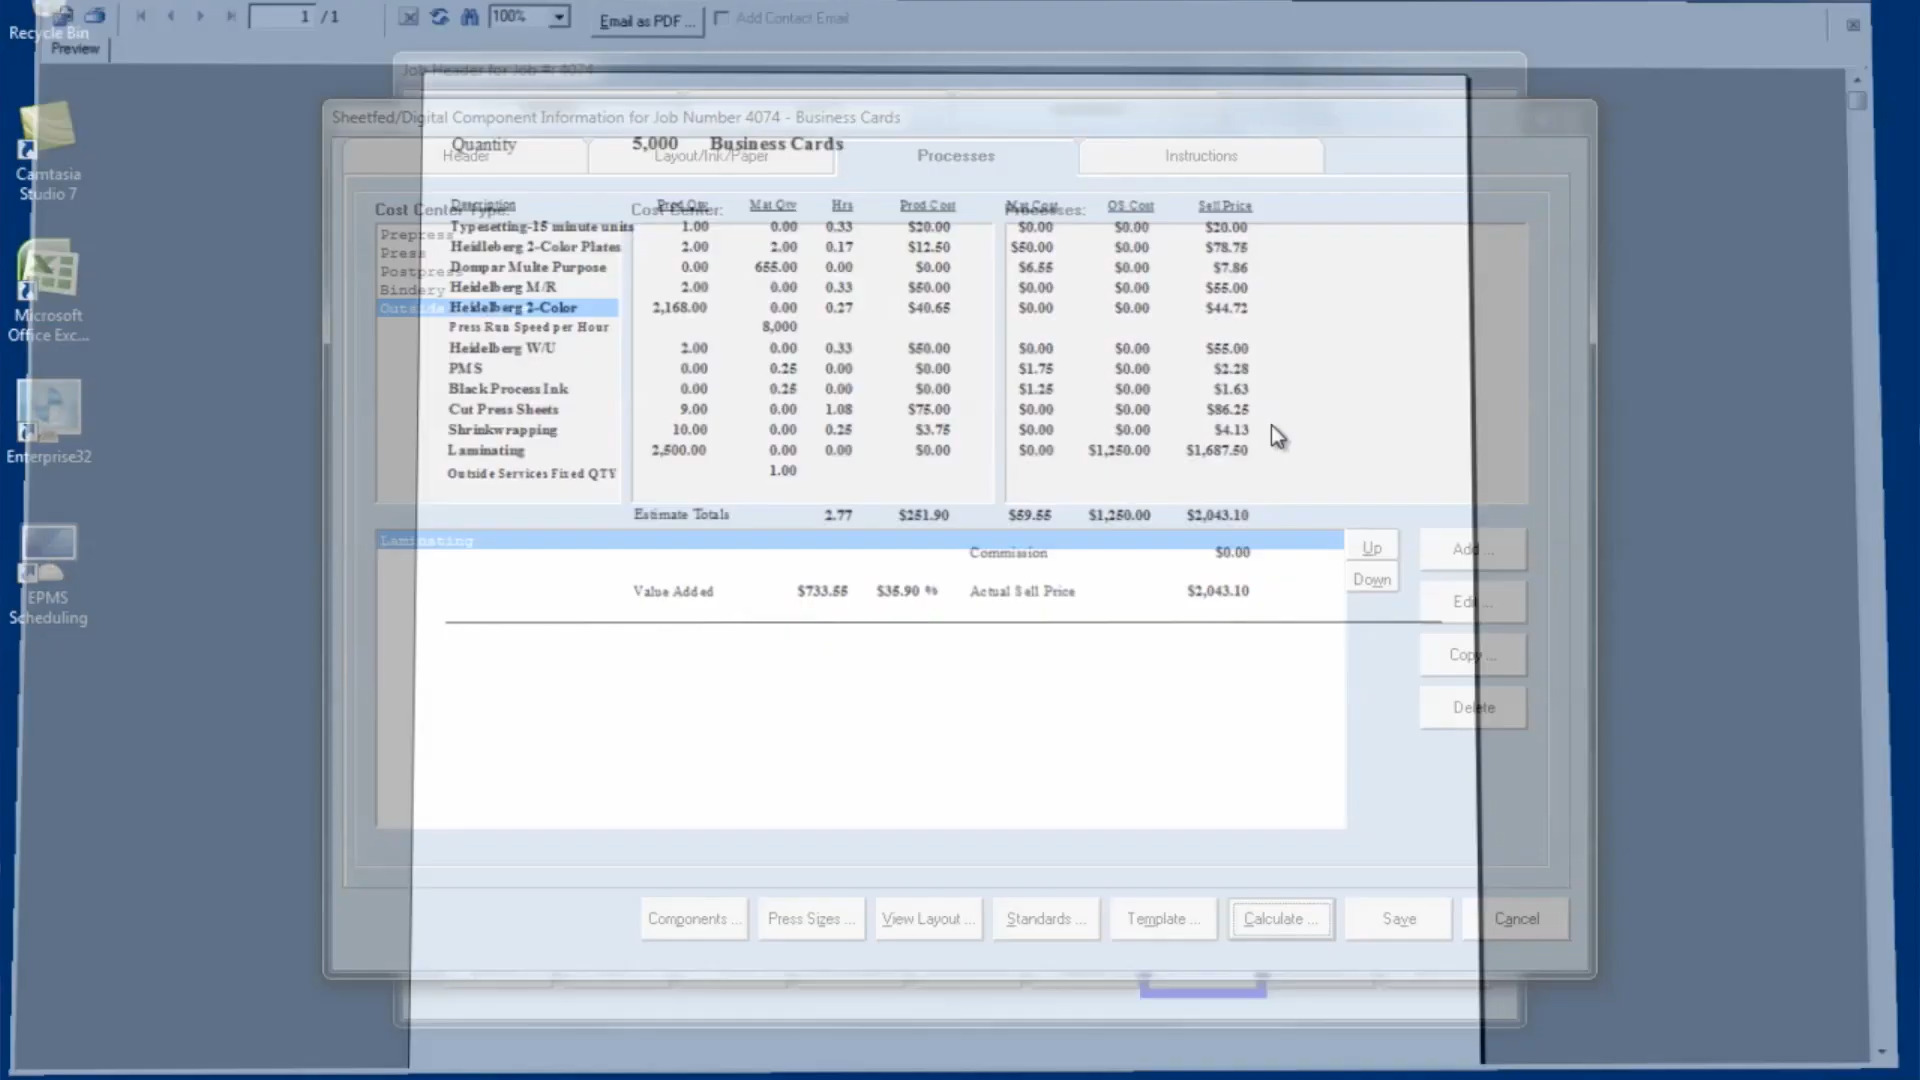 Recycle Bin
1 / 1
100%
Email as PDF ...
Add Contact Email
Preview
Job Header for Job #: 4074
Sheetfed/Digital Component Information for Job Number 4074 - Business Cards
Quantity 5,000 Business Cards
Header
Layout/Ink/Paper
Processes
Instructions
Camtasia
Studio 7
Cost Center Type:
Cost Center:
Processes:
Description Prod Qty Mat Qty Hrs Prod Cost Mat Cost OS Cost Sell Price
Prepress
Press
Postpress
Bindery
Outside
Typesetting-15 minute units 1.00 0.00 0.33 $20.00 $0.00 $0.00 $20.00
Heidleberg 2-Color Plates 2.00 2.00 0.17 $12.50 $50.00 $0.00 $78.75
Dompar Multe Purpose 0.00 655.00 0.00 $0.00 $6.55 $0.00 $7.86
Heidelberg M/R 2.00 0.00 0.33 $50.00 $0.00 $0.00 $55.00
Heidelberg 2-Color 2,168.00 0.00 0.27 $40.65 $0.00 $0.00 $44.72
Press Run Speed per Hour 8,000
Heidelberg W/U 2.00 0.00 0.33 $50.00 $0.00 $0.00 $55.00
PMS 0.00 0.25 0.00 $0.00 $1.75 $0.00 $2.28
Black Process Ink 0.00 0.25 0.00 $0.00 $1.25 $0.00 $1.63
Cut Press Sheets 9.00 0.00 1.08 $75.00 $0.00 $0.00 $86.25
Shrinkwrapping 10.00 0.00 0.25 $3.75 $0.00 $0.00 $4.13
Laminating 2,500.00 0.00 0.00 $0.00 $0.00 $1,250.00 $1,687.50
Outside Services Fixed QTY 1.00
Microsoft
Office Exc...
Enterprise32
Estimate Totals 2.77 $251.90 $59.55 $1,250.00 $2,043.10
Laminating
Commission $0.00
Value Added $733.55 $35.90 % Actual Sell Price $2,043.10
Up
Down
Add ...
Edit ...
Copy ...
Delete
EPMS
Scheduling
Components ...
Press Sizes ...
View Layout ...
Standards ...
Template ...
Calculate ...
Save
Cancel